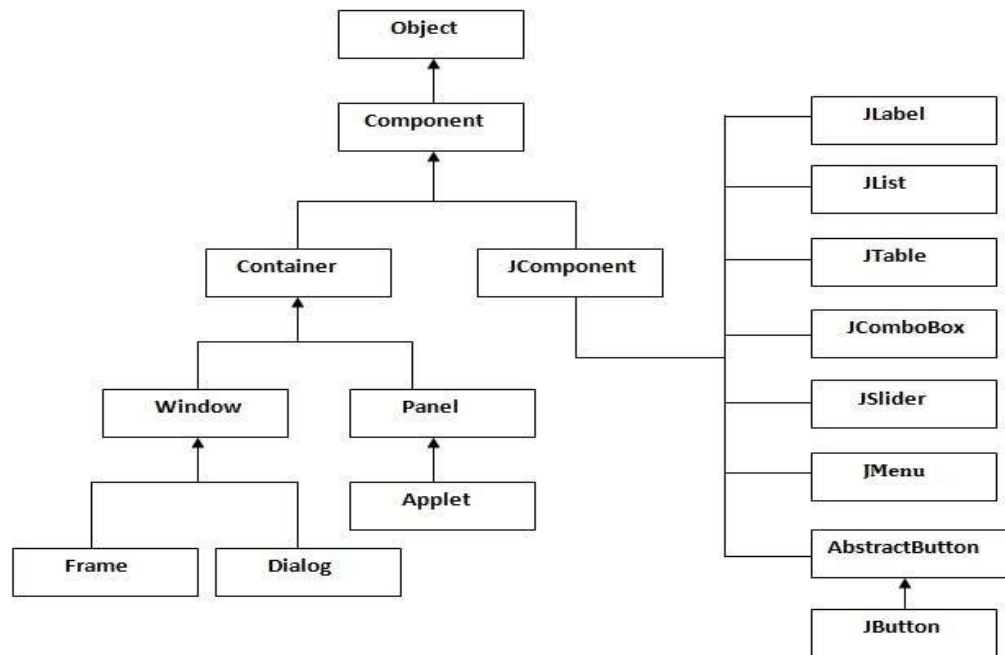 Object
Component
Container
JComponent
Window
Panel
Applet
Frame
Dialog
JLabel
JList
JTable
JComboBox
JSlider
JMenu
AbstractButton
JButton